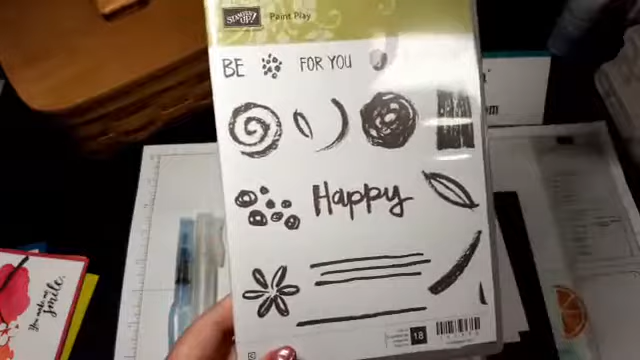 STAMPIN' UP! Paint Play
BE FOR YOU
Happy
18
You make me
smile.